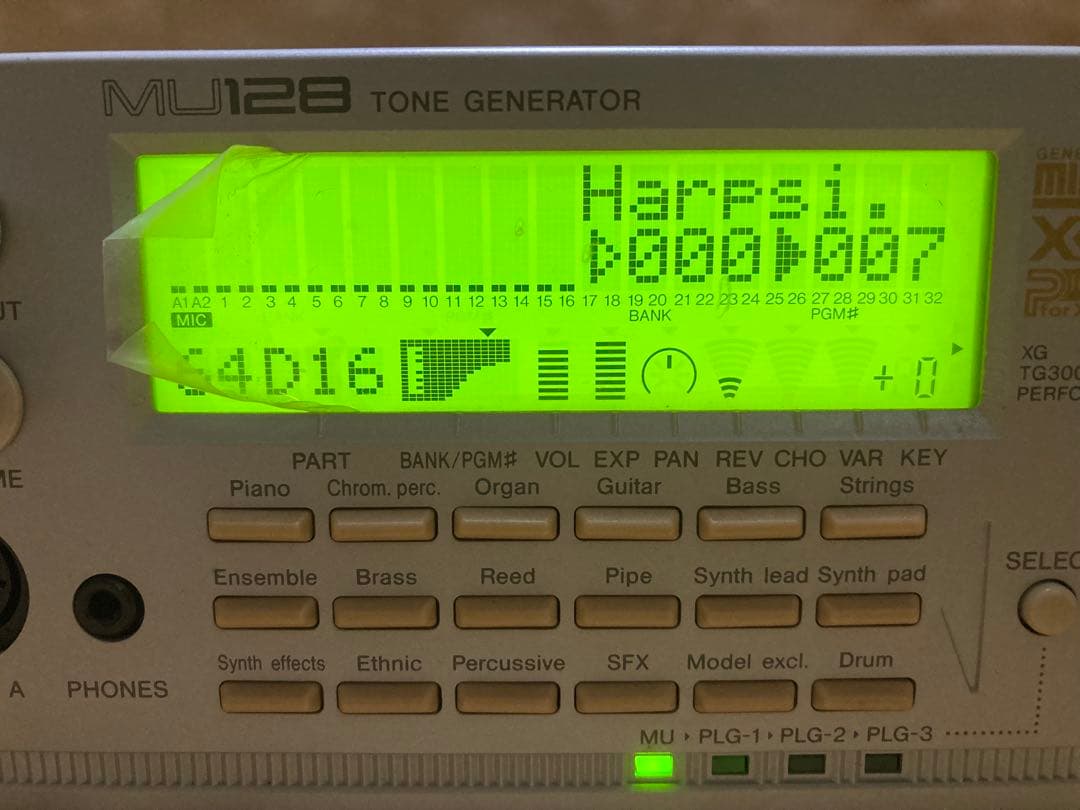 MU128 TONE GENERATOR
Harpsi.
000 007
A1 A2 1 2 3 4 5 6 7 8 9 10 11 12 13 14 15 16 17 18 19 20 21 22 23 24 25 26 27 28 29 30 31 32
MIC BANK PGM#
4D16 +0
XG
PART BANK/PGM# VOL EXP PAN REV CHO VAR KEY
Piano Chrom. perc. Organ Guitar Bass Strings
Ensemble Brass Reed Pipe Synth lead Synth pad
SELEC
Synth effects Ethnic Percussive SFX Model excl. Drum
A PHONES
MU PLG-1 PLG-2 PLG-3